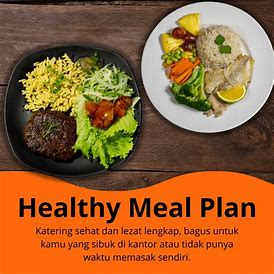 Healthy Meal Plan
Katering sehat dan lezat lengkap, bagus untuk
kamu yang sibuk di kantor atau tidak punya
waktu memasak sendiri.